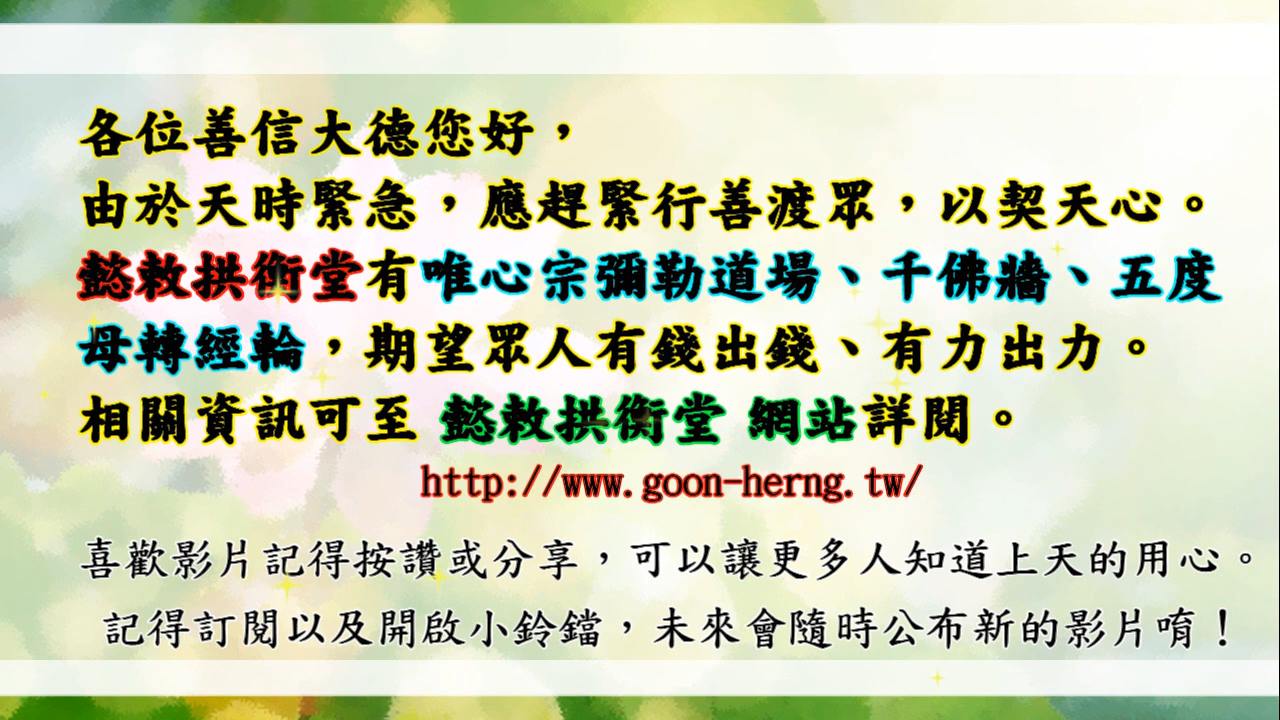 各位善信大德您好，
由於天時緊急，應趕緊行善渡眾，以契天心。
懿敕拱衡堂有唯心宗彌勒道場、千佛牆、五度
母轉經輪，期望眾人有錢出錢、有力出力。
相關資訊可至 懿敕拱衡堂 網站詳閱。
http://www.goon-herng.tw/
喜歡影片記得按讚或分享，可以讓更多人知道上天的用心。
記得訂閱以及開啟小鈴鐺，未來會隨時公布新的影片唷！